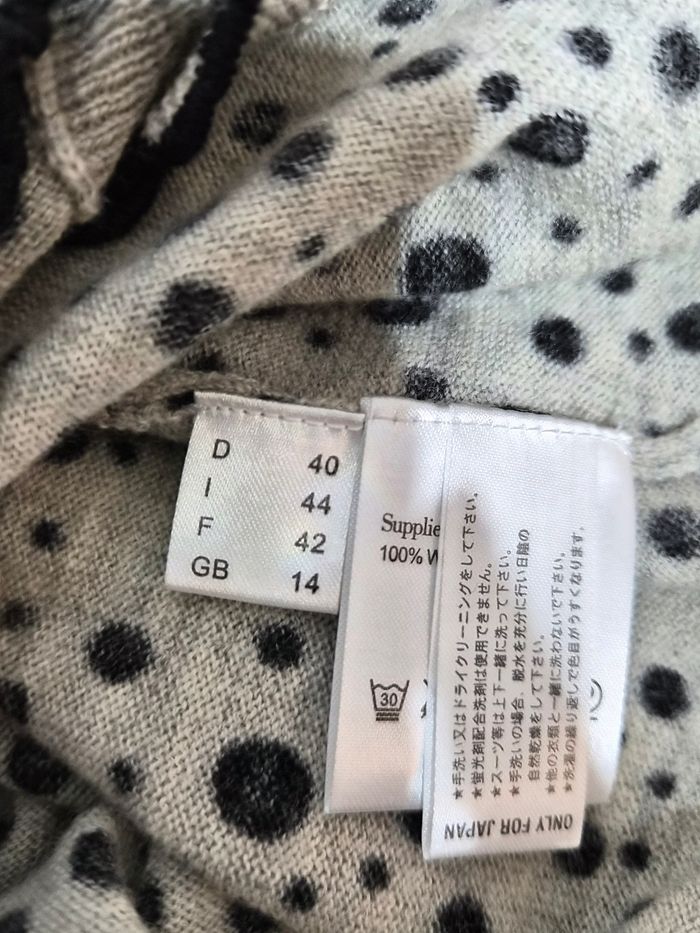 D 40
I 44
F 42
GB 14
Supplie
100% W
30
★手洗い又はドライクリーニングをして下さい。
★蛍光剤配合洗剤は使用できません。
★スーツ等は上下一緒に洗って下さい。
★手洗いの場合、脱水を充分に行い日陰の
自然乾燥をして下さい。
★他の衣類と一緒に洗わないで下さい。
★洗濯の繰り返しで色目がうすくなります。
ONLY FOR JAPAN